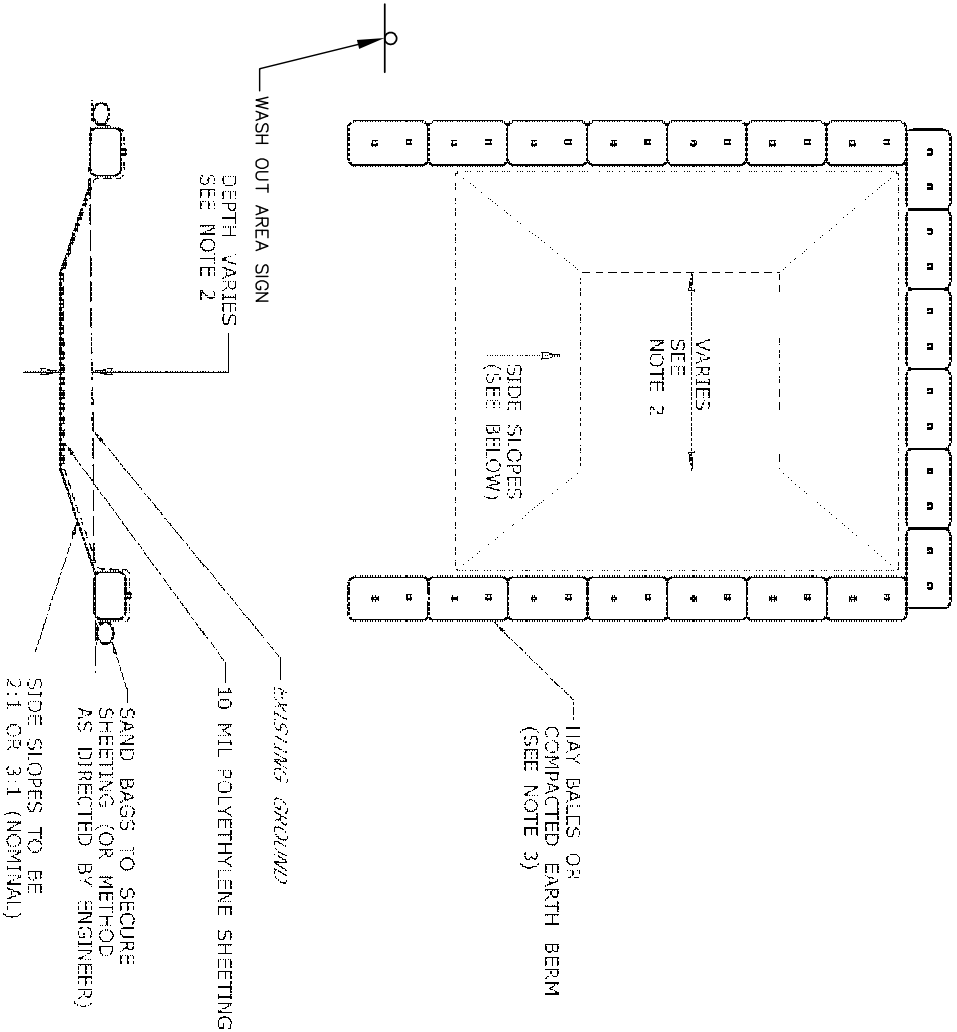 VARIES
SEE
NOTE 2
SIDE SLOPES
(SEE BELOW)
HAY BALES OR
COMPACTED EARTH BERM
(SEE NOTE 3)
WASH OUT AREA SIGN
DEPTH VARIES
SEE NOTE 2
EXISTING GROUND
10 MIL POLYETHYLENE SHEETING
SAND BAGS TO SECURE
SHEETING (OR METHOD
AS DIRECTED BY ENGINEER)
SIDE SLOPES TO BE
2:1 OR 3:1 (NOMINAL)